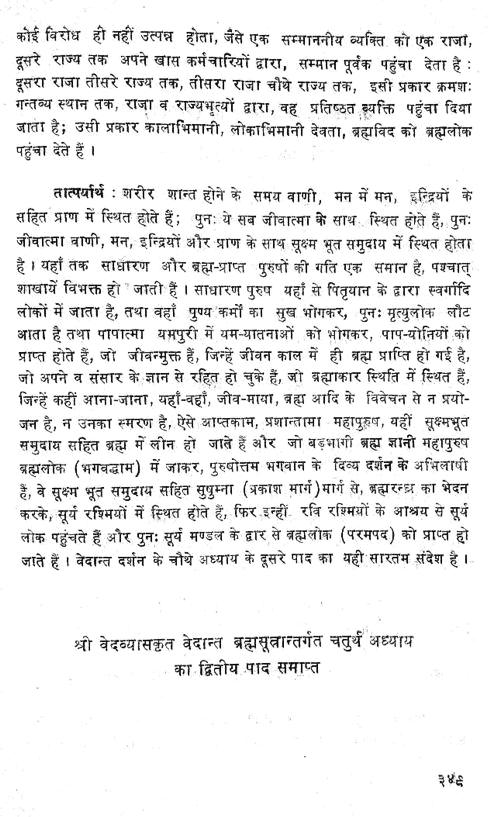 कोई विरोध ही नहीं उत्पन्न होता, जैसे एक सम्माननीय व्यक्ति को एक राजा,
दूसरे राज्य तक अपने खास कर्मचारियों द्वारा, सम्मान पूर्वक पहुंचा देता है :
दूसरा राजा तीसरे राज्य तक, तीसरा राजा चौथे राज्य तक, इसी प्रकार क्रमशः
गन्तव्य स्थान तक, राजा व राज्यभृत्यों द्वारा, वह प्रतिष्ठत व्यक्ति पहुंचा दिया
जाता है; उसी प्रकार कालाभिमानी, लोकाभिमानी देवता, ब्रह्मविद को ब्रह्मलोक
पहुंचा देते हैं ।
तात्पर्यार्थ : शरीर शान्त होने के समय वाणी, मन में मन, इन्द्रियों के
सहित प्राण में स्थित होते हैं; पुनः ये सब जीवात्मा के साथ स्थित होते हैं, पुनः
जीवात्मा वाणी, मन, इन्द्रियों और प्राण के साथ सूक्ष्म भूत समुदाय में स्थित होता
है । यहाँ तक साधारण और ब्रह्म-प्राप्त पुरुषों की गति एक समान है, पश्चात्
शाखायें विभक्त हो जाती हैं । साधारण पुरुष यहाँ से पितृयान के द्वारा स्वर्गादि
लोकों में जाता है, तथा वहाँ पुण्य कर्मों का सुख भोगकर, पुनः मृत्युलोक लौट
आता है तथा पापात्मा यमपुरी में यम-यातनाओं को भोगकर, पाप-योनियों को
प्राप्त होते हैं, जो जीवन्मुक्त हैं, जिन्हें जीवन काल में ही ब्रह्म प्राप्ति हो गई है,
जो अपने व संसार के ज्ञान से रहित हो चुके हैं, जो ब्रह्माकार स्थिति में स्थित हैं,
जिन्हें कहीं आना-जाना, यहाँ-वहाँ, जीव-माया, ब्रह्म आदि के विवेचन से न प्रयो-
जन है, न उनका स्मरण है, ऐसे आप्तकाम, प्रशान्तामा महापुरुष, यहीं सूक्ष्मभूत
समुदाय सहित ब्रह्म में लीन हो जाते हैं और जो बड़भागी ब्रह्म ज्ञानी महापुरुष
ब्रह्मलोक (भगवद्धाम) में जाकर, पुरुषोत्तम भगवान के दिव्य दर्शन के अभिलाषी
हैं, वे सूक्ष्म भूत समुदाय सहित सुषुम्ना (प्रकाश मार्ग)मार्ग से, ब्रह्मरन्ध्र का भेदन
करके, सूर्य रश्मियों में स्थित होते हैं, फिर इन्हीं रवि रश्मियों के आश्रय से सूर्य
लोक पहुंचते हैं और पुनः सूर्य मण्डल के द्वार से ब्रह्मलोक (परमपद) को प्राप्त हो
जाते हैं । वेदान्त दर्शन के चौथे अध्याय के दूसरे पाद का यही सारतम संदेश है ।
श्री वेदव्यासकृत वेदान्त ब्रह्मसूत्रान्तर्गत चतुर्थ अध्याय
का द्वितीय पाद समाप्त
३४९